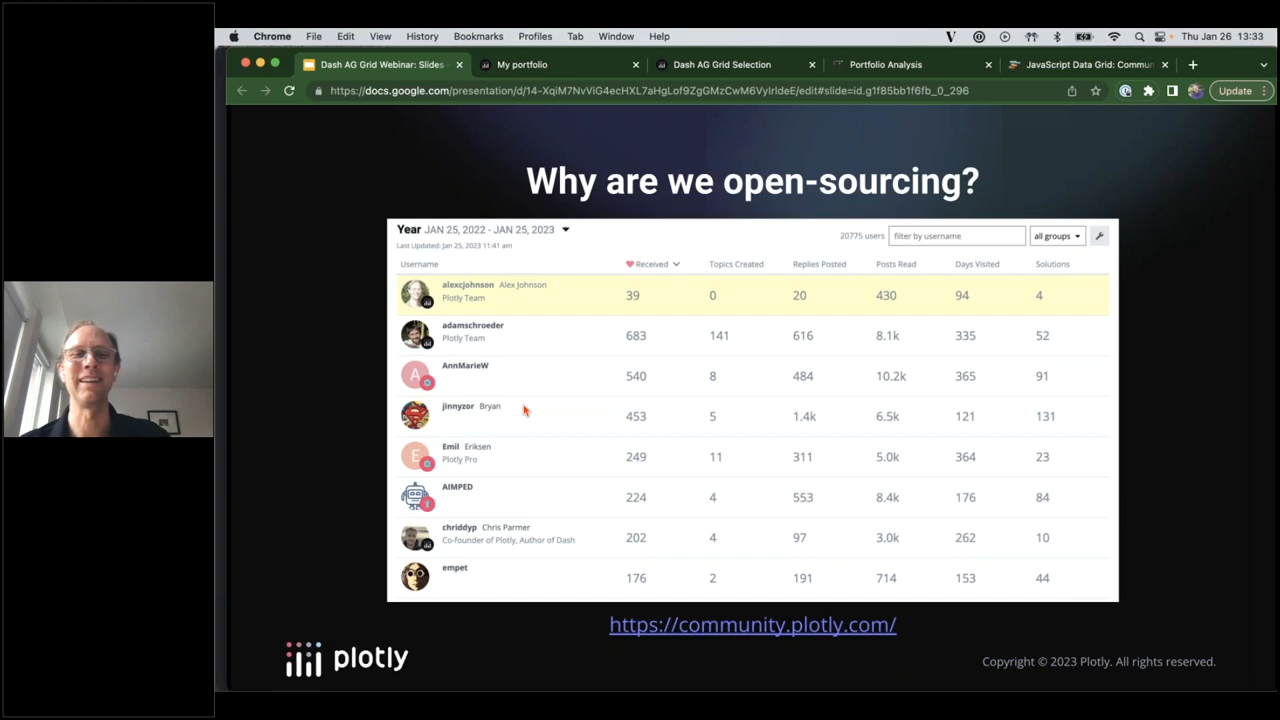 Chrome File Edit View History Bookmarks Profiles Tab Window Help Thu Jan 26 13:33
Dash AG Grid Webinar: Slides - My portfolio Dash AG Grid Selection Portfolio Analysis JavaScript Data Grid: Commun
https://docs.google.com/presentation/d/14-XqiM7NvViG4ecHXL7aHgLof9ZgGMzCwM6VyIrIdeE/edit#slide=id.g1f85bb1f6fb_0_296 Update
Why are we open-sourcing?
Year JAN 25, 2022 - JAN 25, 2023 20775 users filter by username all groups
Last Updated: Jan 25, 2023 11:41 am
Username Received Topics Created Replies Posted Posts Read Days Visited Solutions
alexcjohnson Alex Johnson
Plotly Team
39 0 20 430 94 4
adamschroeder
Plotly Team
683 141 616 8.1k 335 52
AnnMarieW
A
540 8 484 10.2k 365 91
jinnyzor Bryan
453 5 1.4k 6.5k 121 131
Emil Eriksen
E
Plotly Pro
249 11 311 5.0k 364 23
AIMPED
224 4 553 8.4k 176 84
chriddyp Chris Parmer
Co-founder of Plotly, Author of Dash
202 4 97 3.0k 262 10
empet
176 2 191 714 153 44
https://community.plotly.com/
plotly
Copyright © 2023 Plotly. All rights reserved.